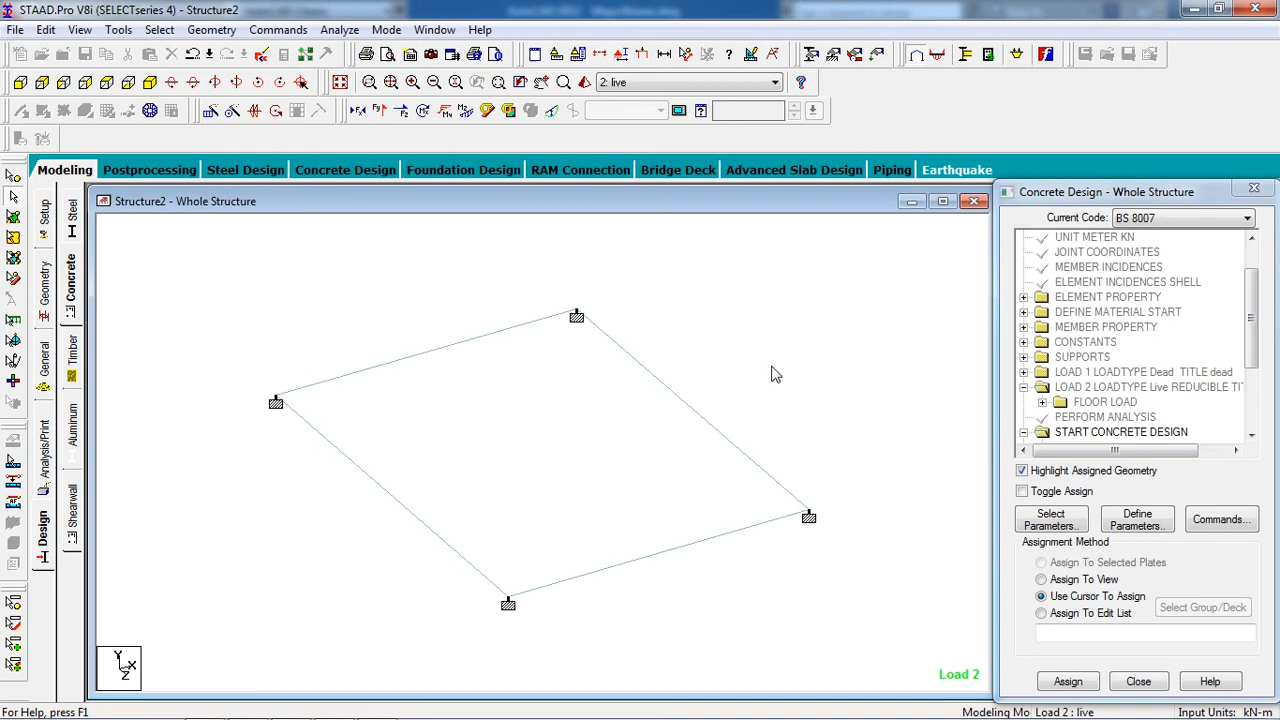 STAAD.Pro V8i (SELECTseries 4) - Structure2
File Edit View Tools Select Geometry Commands Analyze Mode Window Help
2: live
Modeling Postprocessing Steel Design Concrete Design Foundation Design RAM Connection Bridge Deck Advanced Slab Design Piping Earthquake
Setup
Geometry
General
Analysis/Print
Design
Steel
Concrete
Timber
Aluminum
Shearwall
Structure2 - Whole Structure
Y
X
Z
Load 2
Concrete Design - Whole Structure
Current Code: BS 8007
UNIT METER KN
JOINT COORDINATES
MEMBER INCIDENCES
ELEMENT INCIDENCES SHELL
ELEMENT PROPERTY
DEFINE MATERIAL START
MEMBER PROPERTY
CONSTANTS
SUPPORTS
LOAD 1 LOADTYPE Dead TITLE dead
LOAD 2 LOADTYPE Live REDUCIBLE TI
FLOOR LOAD
PERFORM ANALYSIS
START CONCRETE DESIGN
Highlight Assigned Geometry
Toggle Assign
Select Parameters..
Define Parameters..
Commands...
Assignment Method
Assign To Selected Plates
Assign To View
Use Cursor To Assign
Assign To Edit List
Select Group/Deck
Assign Close Help
For Help, press F1
Modeling Mo Load 2 : live Input Units: kN-m